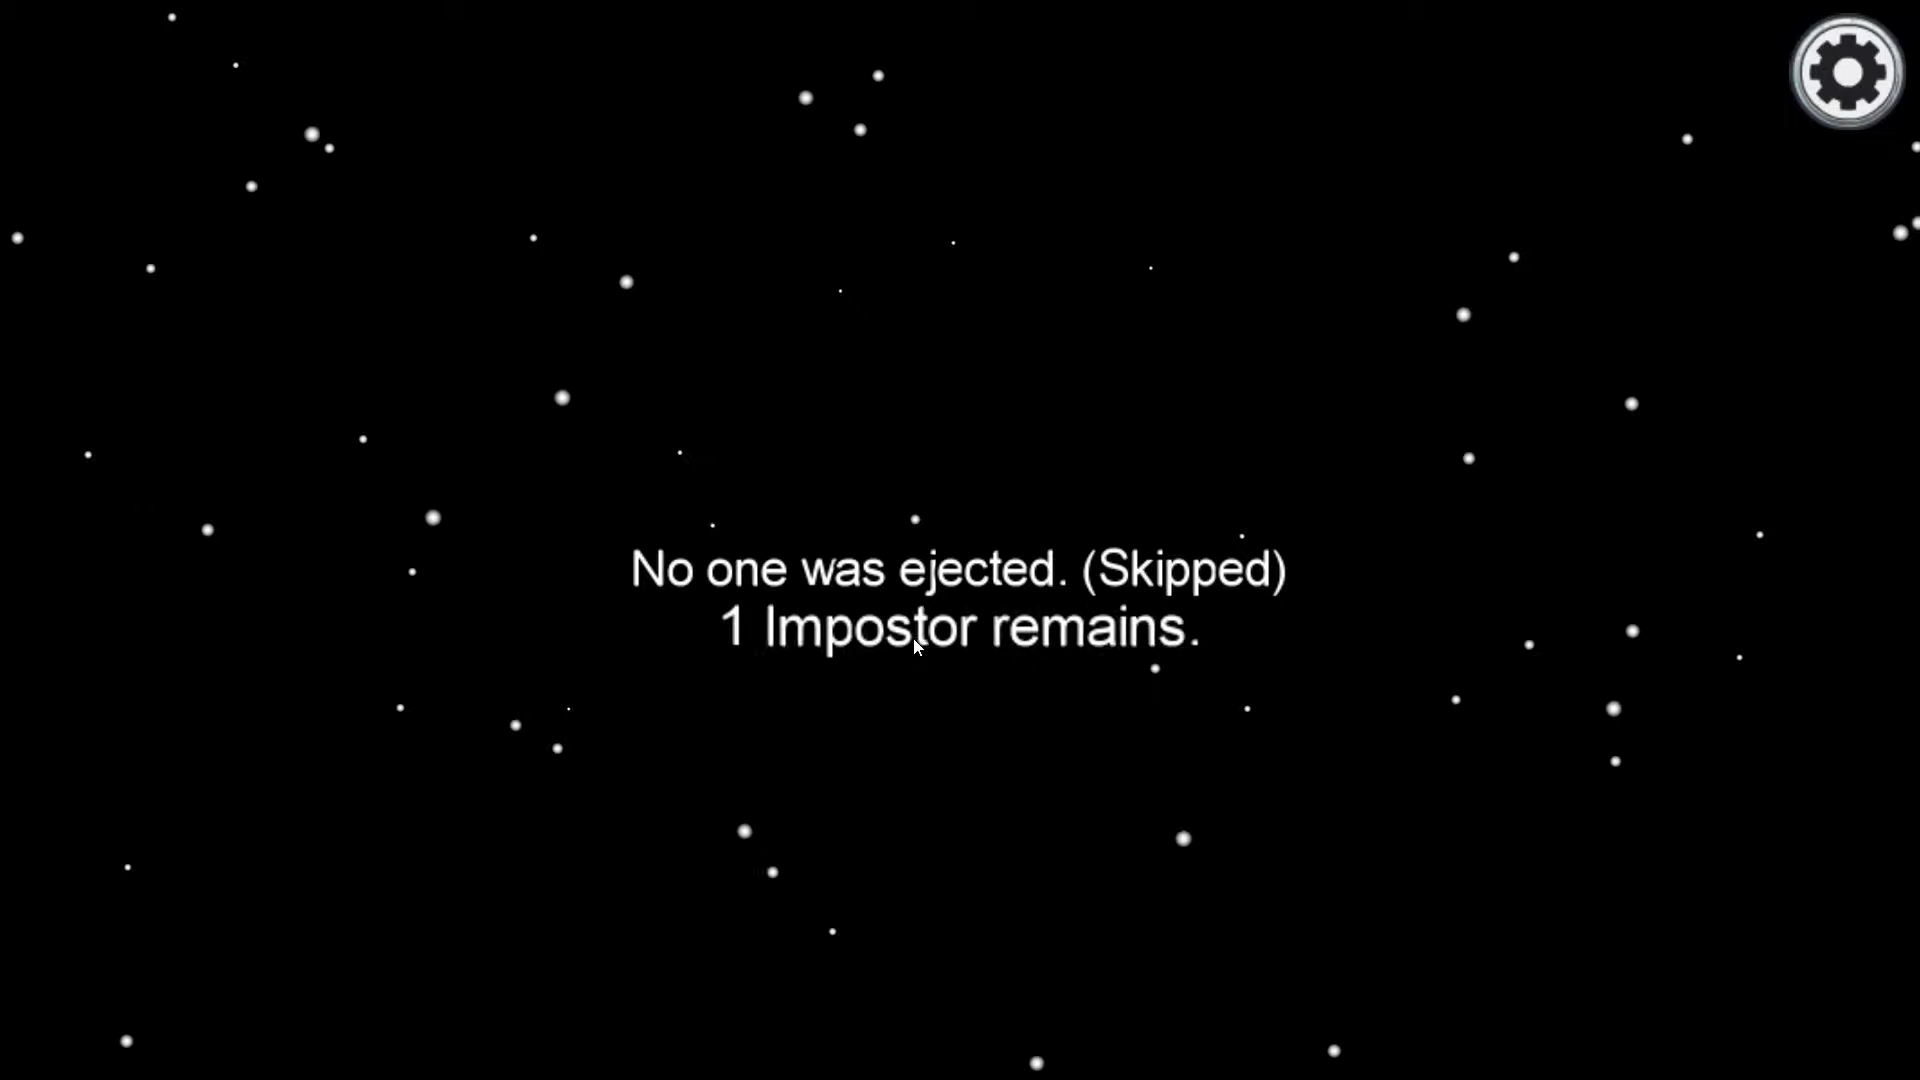 No one was ejected. (Skipped)
1 Impostor remains.